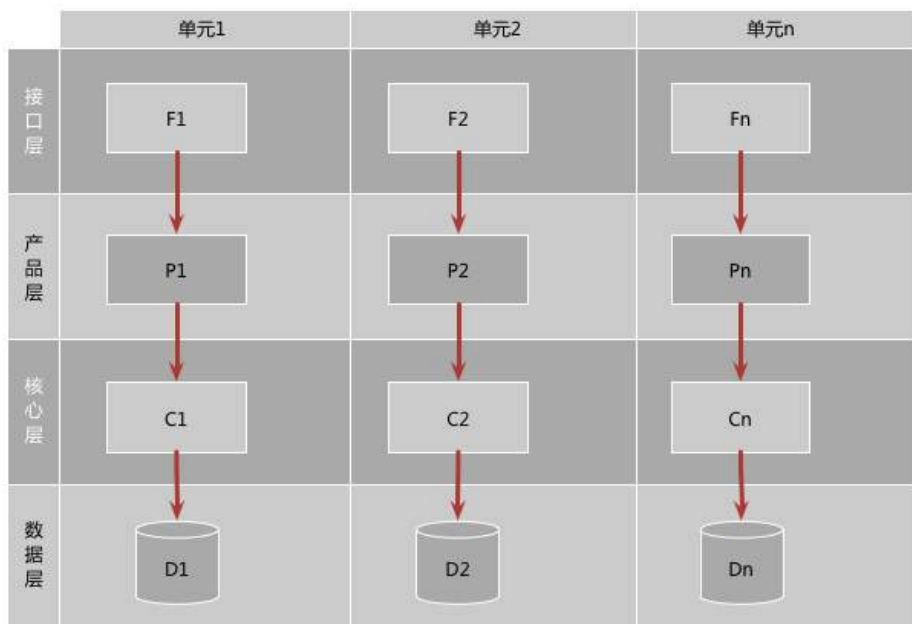 单元1
单元2
单元n
接口层
F1
F2
Fn
产品层
P1
P2
Pn
核心层
C1
C2
Cn
数据层
D1
D2
Dn